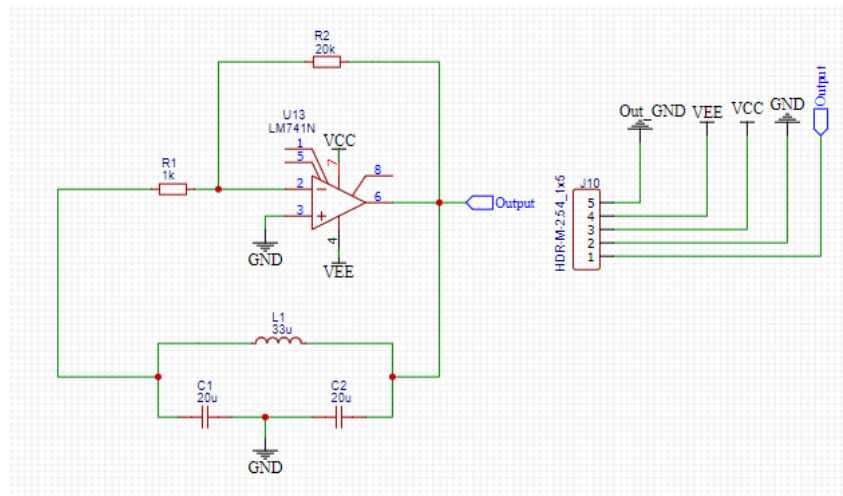 R2
20k
U13
LM741N
VCC
1
5
7
8
R1
1k
2
3
6
4
Output
GND
VEE
L1
33u
C1
20u
C2
20u
GND
Out_GND
VEE
VCC
GND
Output
J10
HDR-M-2.54_1x5
5
4
3
2
1